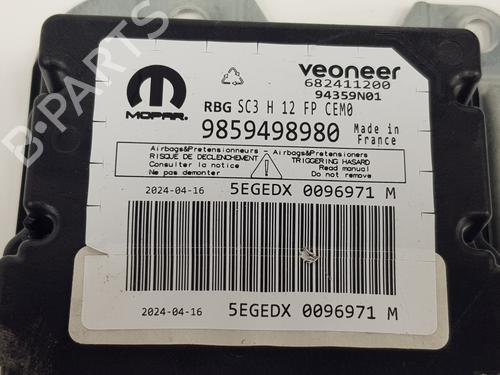 veoneer
682411200
94359N01
MOPAR.
RBG SC3 H 12 FP CEM0
9859498980
Made in
France
Airbags&Pretensionneurs - Airbags&Pretensioners
RISQUE DE DECLENCHEMENT
Consulter la notice
Ne pas demonter
TRIGGERING HASARD
Read manual
Do not remove
2024-04-16
5EGEDX 0096971 M
2024-04-16
5EGEDX 0096971 M
B-PARTS